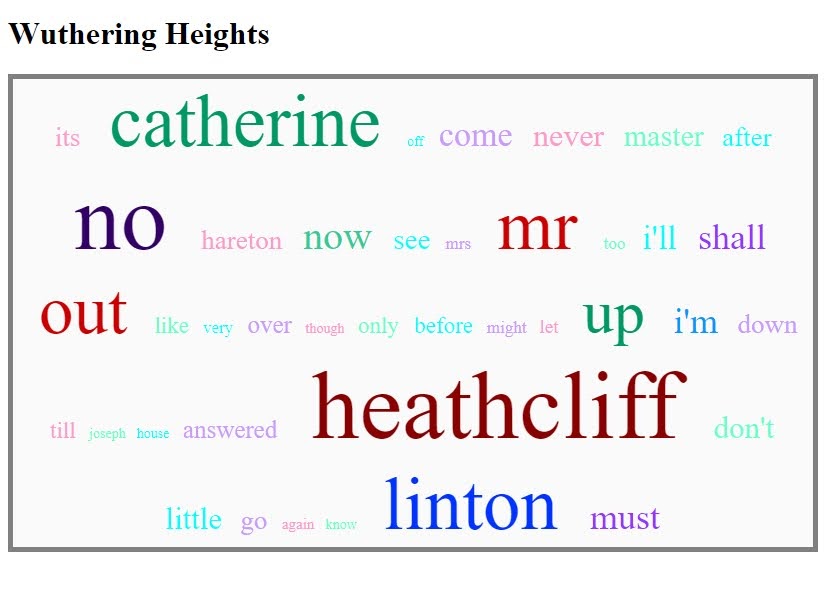 Wuthering Heights
its catherine off come never master after
no hareton now see mrs mr too i'll shall
out like very over though only before might let up i'm down
till joseph house answered heathcliff don't
little go again know linton must